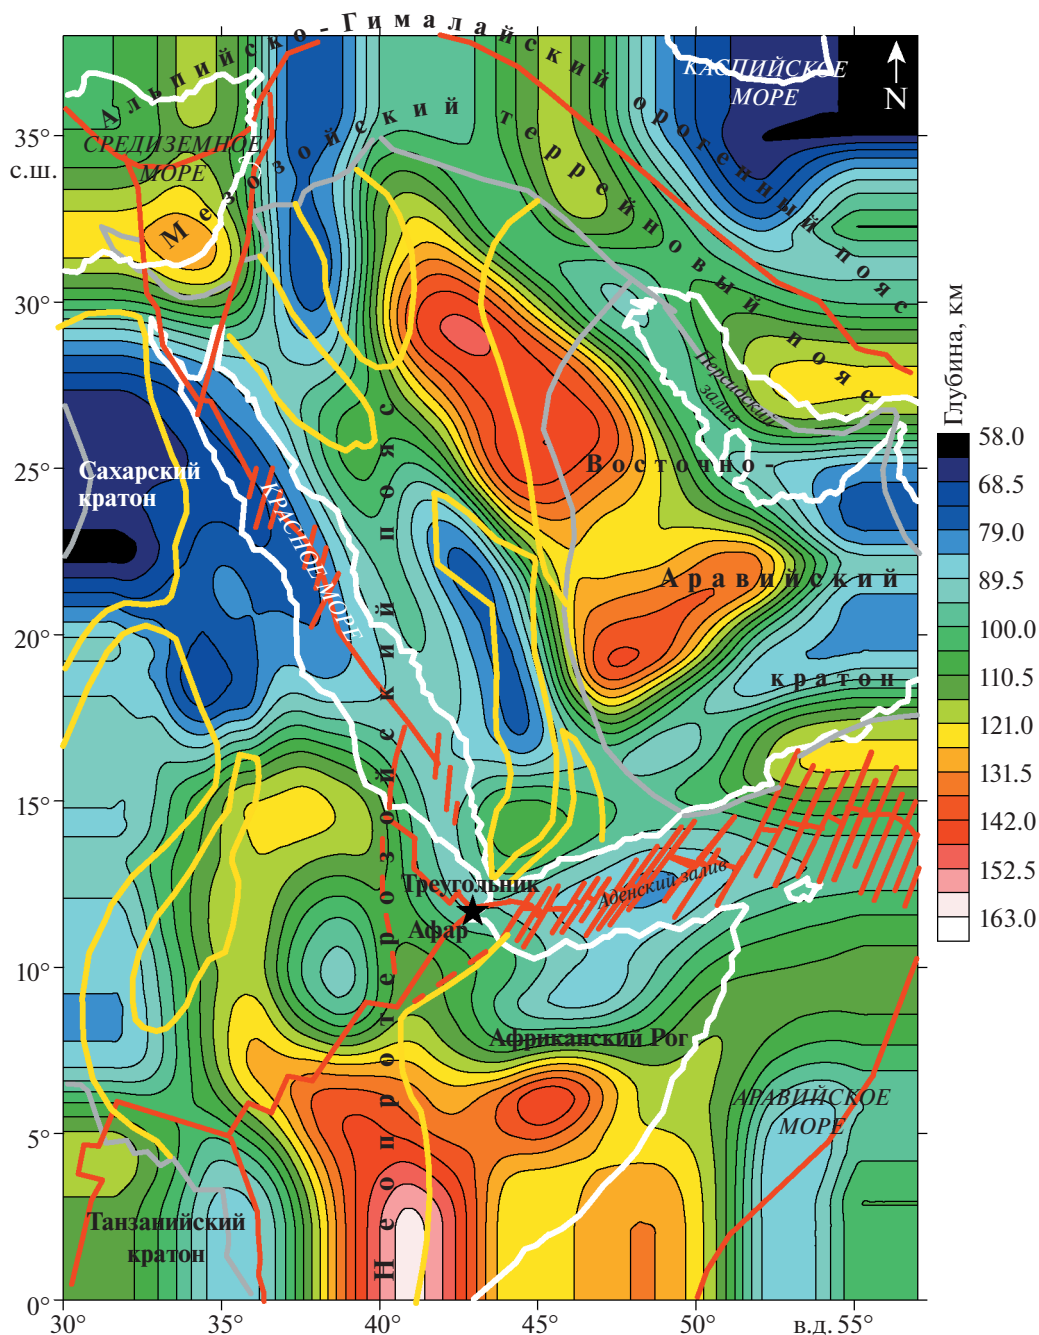 Альпийско-Гималайский орогенный пояс
Мезозойский террейновый пояс
КАСПИЙСКОЕ
МОРЕ
N
СРЕДИЗЕМНОЕ
МОРЕ
35°
с.ш.
30°
25°
20°
15°
10°
5°
0°
Персидский
залив
Сахарский
кратон
КРАСНОЕ МОРЕ
Восточно-
Аравийский
кратон
Неопротерозойский пояс
Треугольник
Афар
Аденский залив
Африканский Рог
АРАВИЙСКОЕ
МОРЕ
Танзанийский
кратон
30°
35°
40°
45°
50°
в.д. 55°
Глубина, км
58.0
68.5
79.0
89.5
100.0
110.5
121.0
131.5
142.0
152.5
163.0